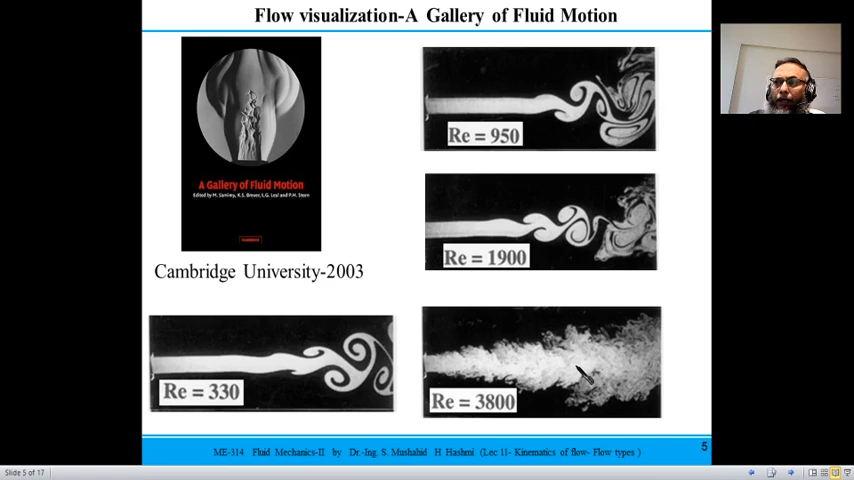 Flow visualization-A Gallery of Fluid Motion
A Gallery of Fluid Motion
Edited by M. Samimy, K.S. Breuer, L.G. Leal and P.H. Steen
Cambridge University-2003
Re = 950
Re = 1900
Re = 330
Re = 3800
ME-314 Fluid Mechanics-II by Dr.-Ing. S. Mushahid H Hashmi (Lec 11- Kinematics of flow- Flow types )
5
Slide 5 of 17